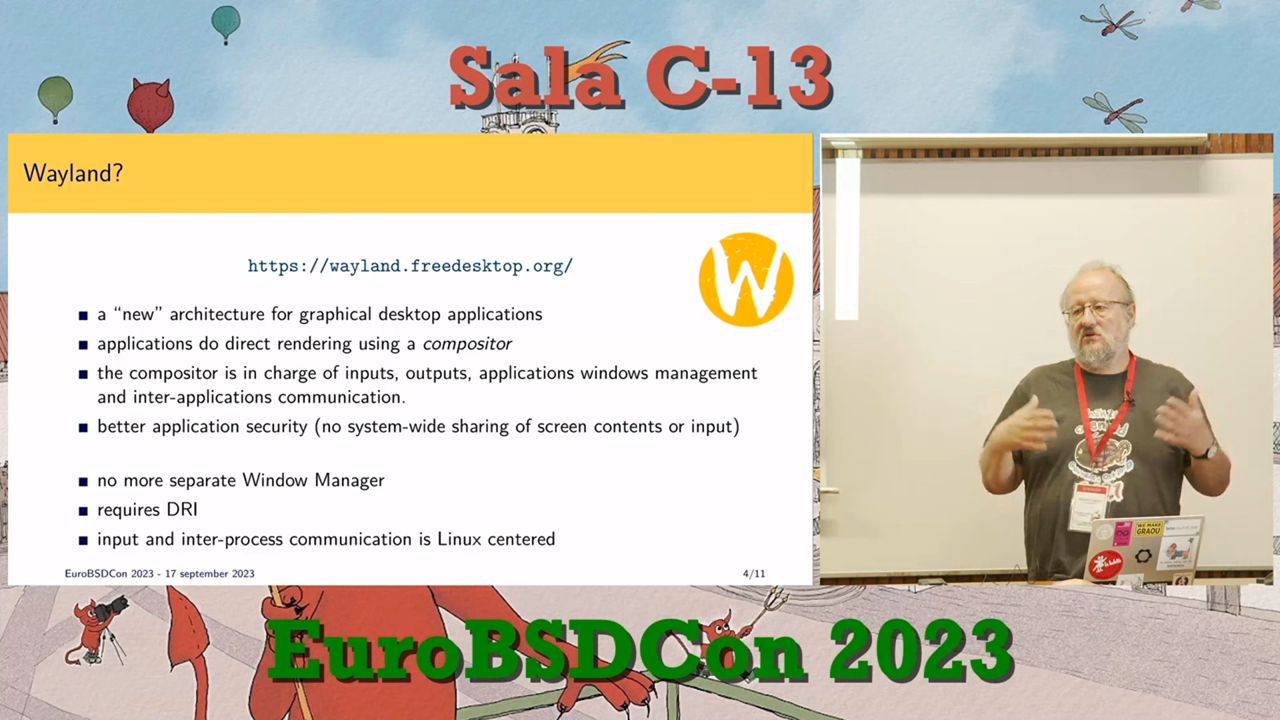 Sala C-13
Wayland?
https://wayland.freedesktop.org/
W
a “new” architecture for graphical desktop applications
applications do direct rendering using a compositor
the compositor is in charge of inputs, outputs, applications windows management
and inter-applications communication.
better application security (no system-wide sharing of screen contents or input)
no more separate Window Manager
requires DRI
input and inter-process communication is Linux centered
EuroBSDCon 2023 - 17 september 2023
4/11
WE MAKE
GRAOU
EuroBSDCon 2023